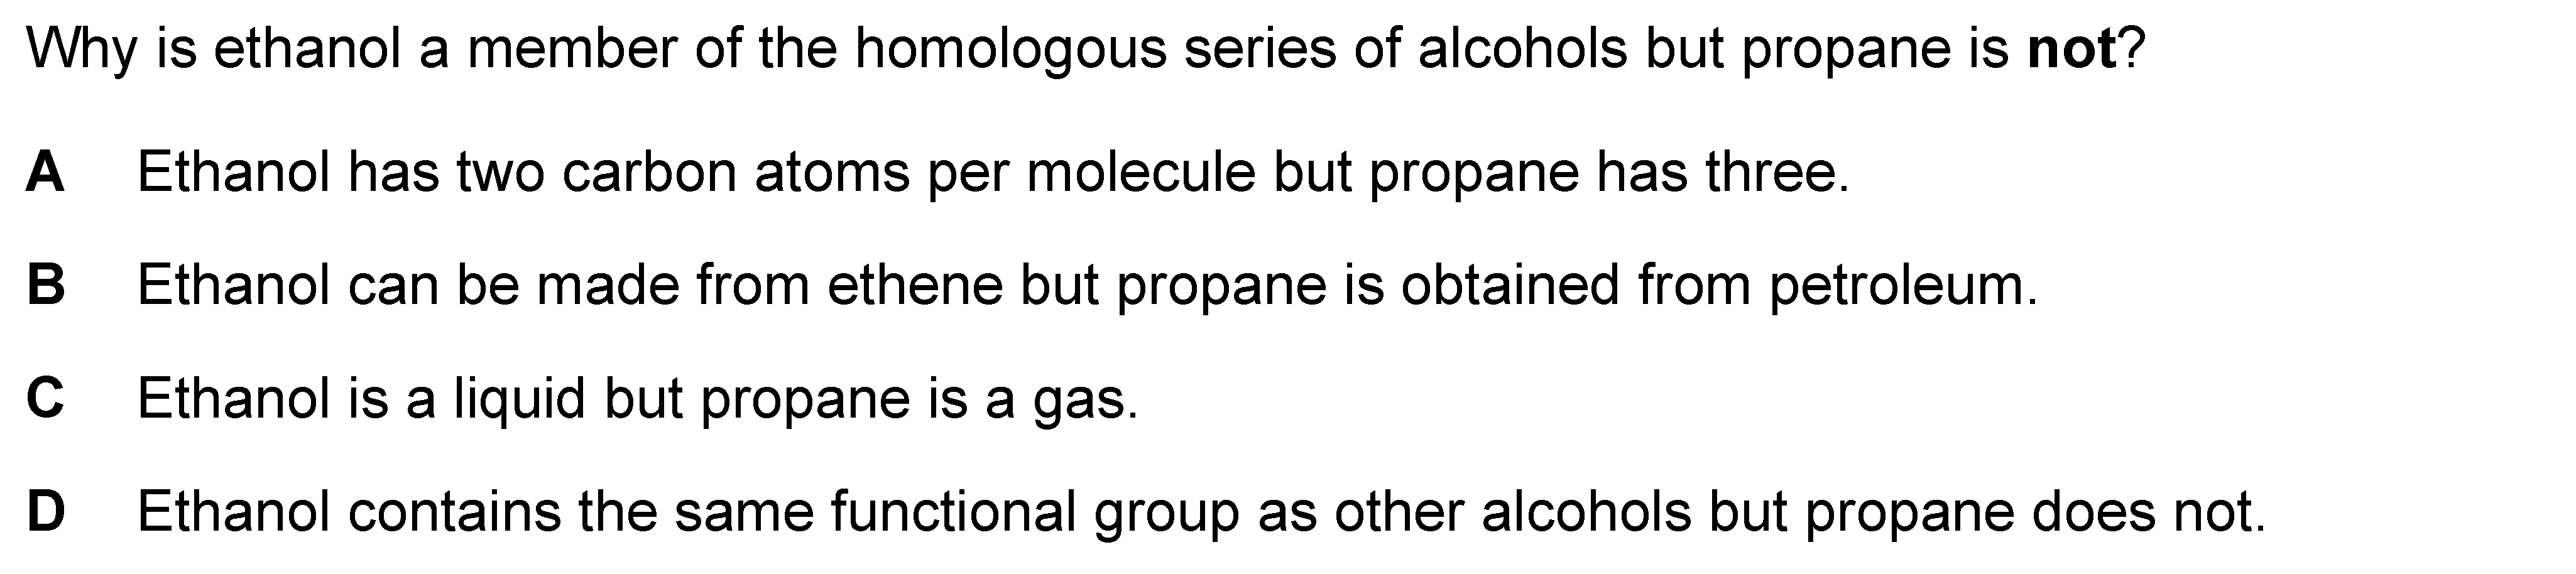 Why is ethanol a member of the homologous series of alcohols but propane is not?
A Ethanol has two carbon atoms per molecule but propane has three.
B Ethanol can be made from ethene but propane is obtained from petroleum.
C Ethanol is a liquid but propane is a gas.
D Ethanol contains the same functional group as other alcohols but propane does not.